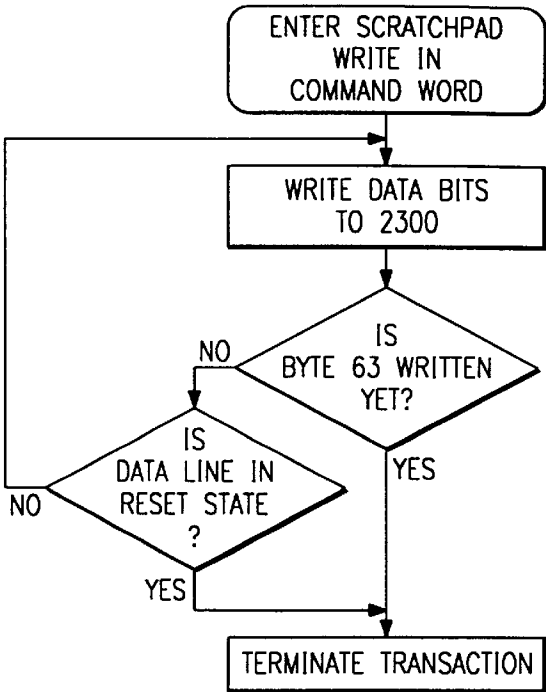 ENTER SCRATCHPAD
WRITE IN
COMMAND WORD
WRITE DATA BITS
TO 2300
IS
BYTE 63 WRITTEN
YET?
NO
YES
IS
DATA LINE IN
RESET STATE
?
NO
YES
TERMINATE TRANSACTION